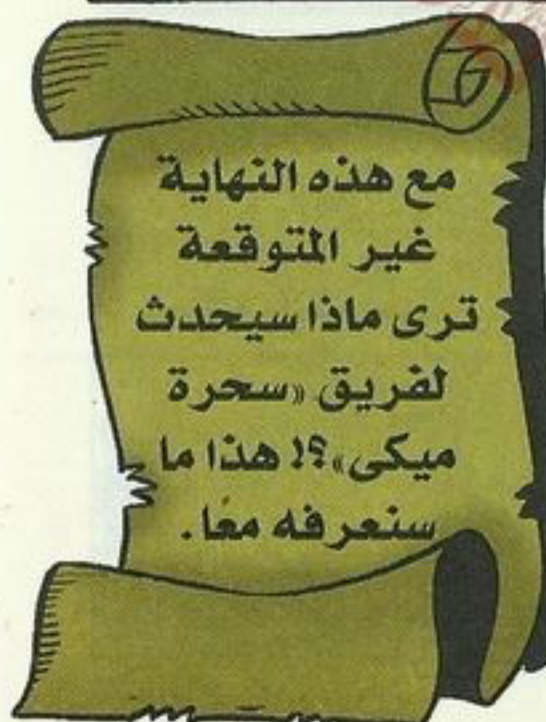 مع هذه النهاية
غير المتوقعة
ترى ماذا سيحدث
لفريق «سحرة
ميكى»؟! هذا ما
سنعرفه معًا.